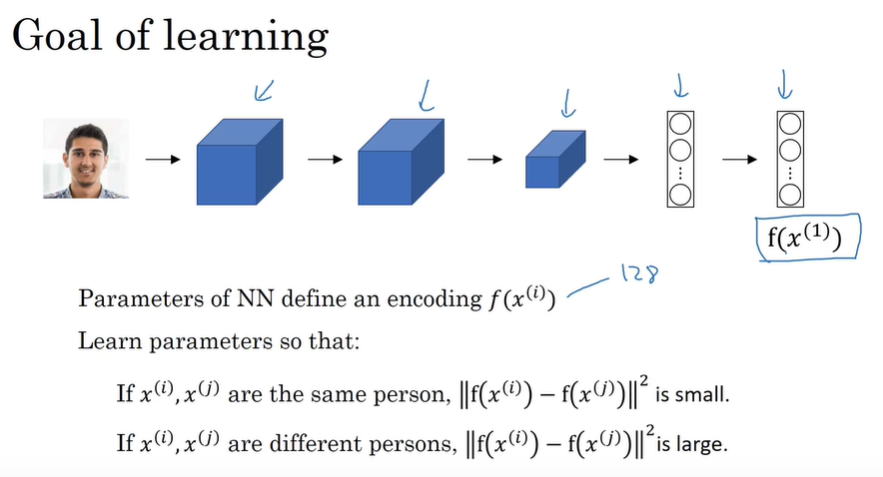 Goal of learning
f(x⁽¹⁾)
128
Parameters of NN define an encoding f(x⁽ⁱ⁾)
Learn parameters so that:
If x⁽ⁱ⁾, x⁽ʲ⁾ are the same person, ‖f(x⁽ⁱ⁾) – f(x⁽ʲ⁾)‖² is small.
If x⁽ⁱ⁾, x⁽ʲ⁾ are different persons, ‖f(x⁽ⁱ⁾) – f(x⁽ʲ⁾)‖² is large.